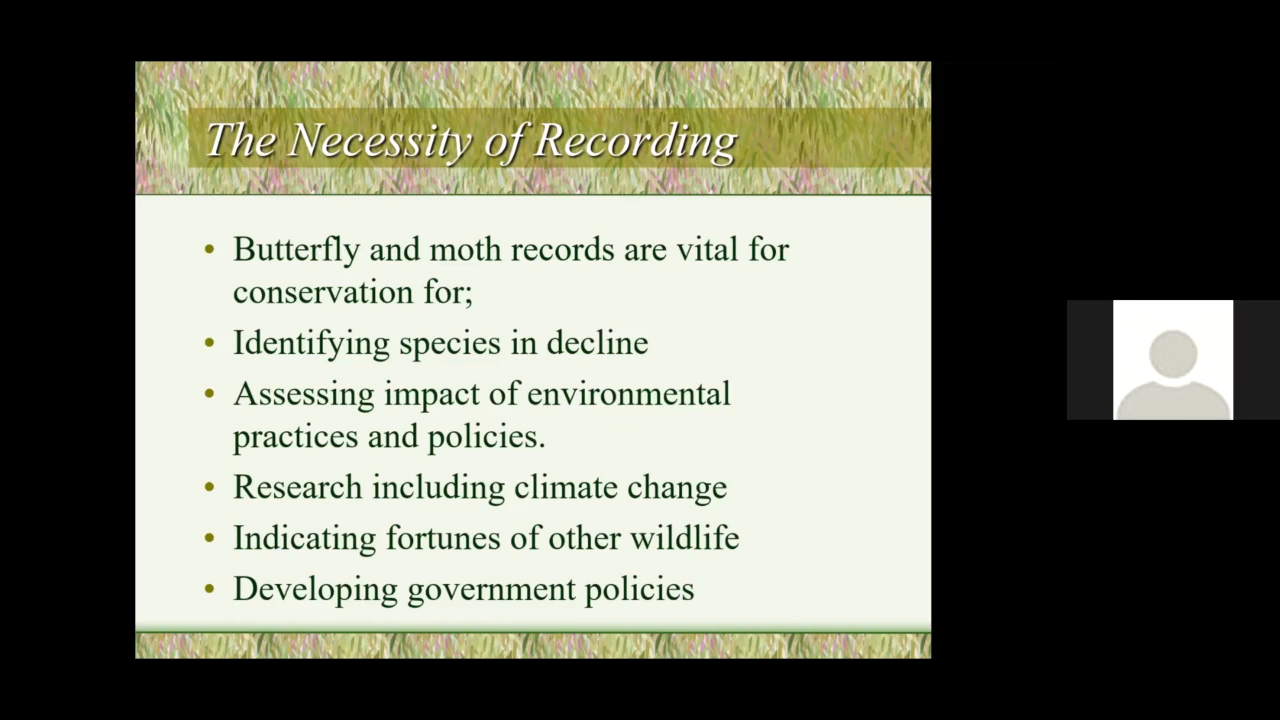 The Necessity of Recording
• Butterfly and moth records are vital for
conservation for;
• Identifying species in decline
• Assessing impact of environmental
practices and policies.
• Research including climate change
• Indicating fortunes of other wildlife
• Developing government policies